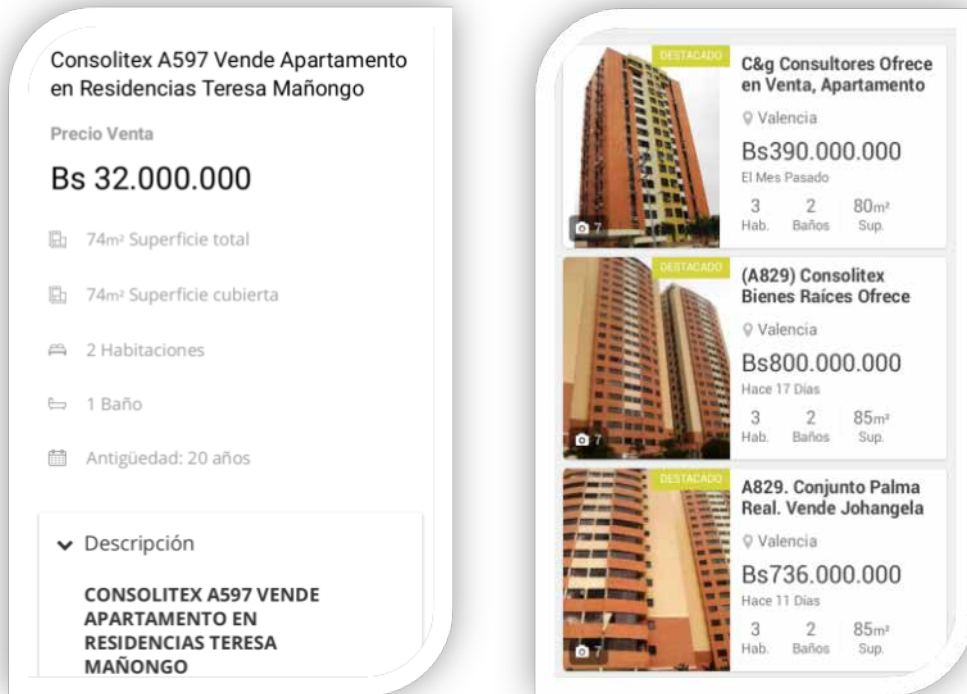 Consolitex A597 Vende Apartamento
en Residencias Teresa Mañongo
Precio Venta
Bs 32.000.000
74m² Superficie total
74m² Superficie cubierta
2 Habitaciones
1 Baño
Antigüedad: 20 años
Descripción
CONSOLITEX A597 VENDE
APARTAMENTO EN
RESIDENCIAS TERESA
MAÑONGO
DESTACADO
7
C&g Consultores Ofrece
en Venta, Apartamento
Valencia
Bs390.000.000
El Mes Pasado
3 2 80m²
Hab. Baños Sup.
DESTACADO
7
(A829) Consolitex
Bienes Raíces Ofrece
Valencia
Bs800.000.000
Hace 17 Días
3 2 85m²
Hab. Baños Sup.
DESTACADO
7
A829. Conjunto Palma
Real. Vende Johangela
Valencia
Bs736.000.000
Hace 11 Días
3 2 85m²
Hab. Baños Sup.